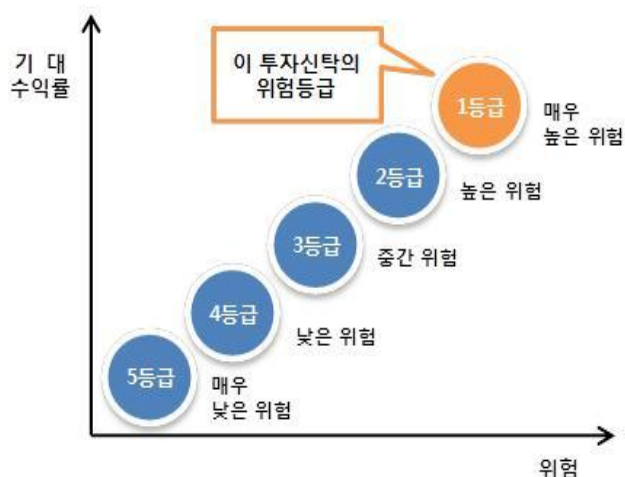 기 대
수익률
이 투자신탁의
위험등급
1등급
매우
높은 위험
2등급
높은 위험
3등급
중간 위험
4등급
낮은 위험
5등급
매우
낮은 위험
위험